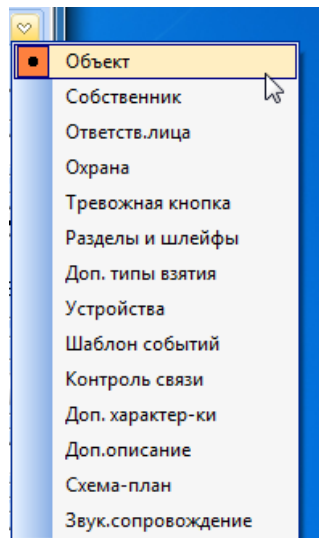 Объект
Собственник
Ответств.лица
Охрана
Тревожная кнопка
Разделы и шлейфы
Доп. типы взятия
Устройства
Шаблон событий
Контроль связи
Доп. характер-ки
Доп.описание
Схема-план
Звук.сопровождение